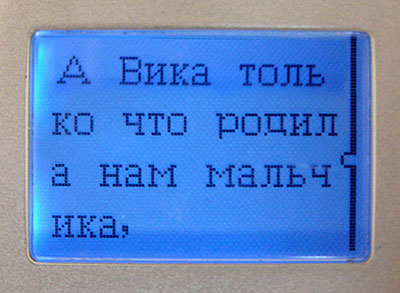 А Вика толь
ко что родил
а нам мальч
ика,